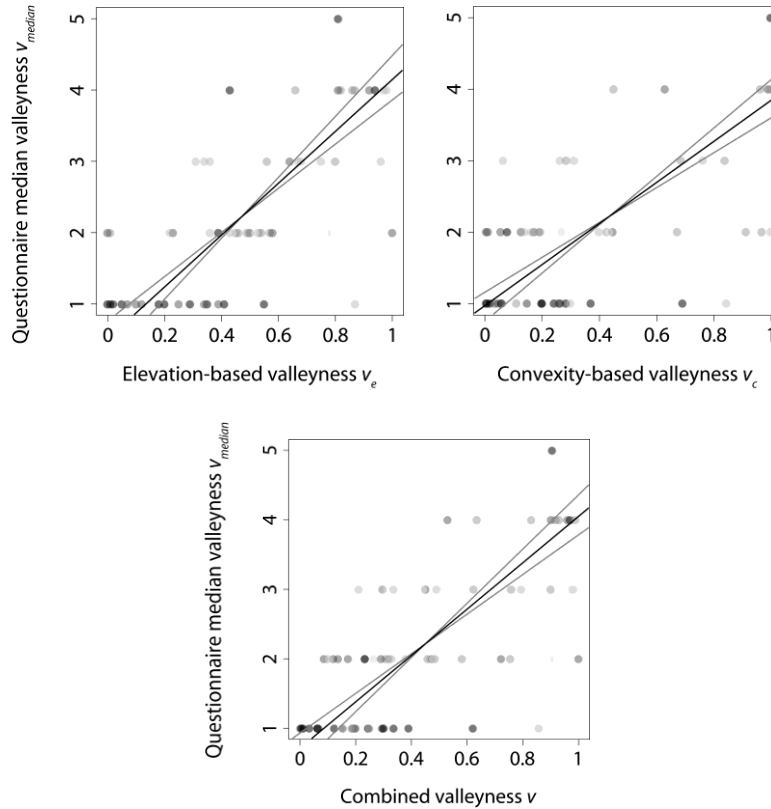 Questionnaire median valleyness v_median
5
4
3
2
1
0 0.2 0.4 0.6 0.8 1
Elevation-based valleyness v_e
5
4
3
2
1
0 0.2 0.4 0.6 0.8 1
Convexity-based valleyness v_c
Questionnaire median valleyness v_median
5
4
3
2
1
0 0.2 0.4 0.6 0.8 1
Combined valleyness v